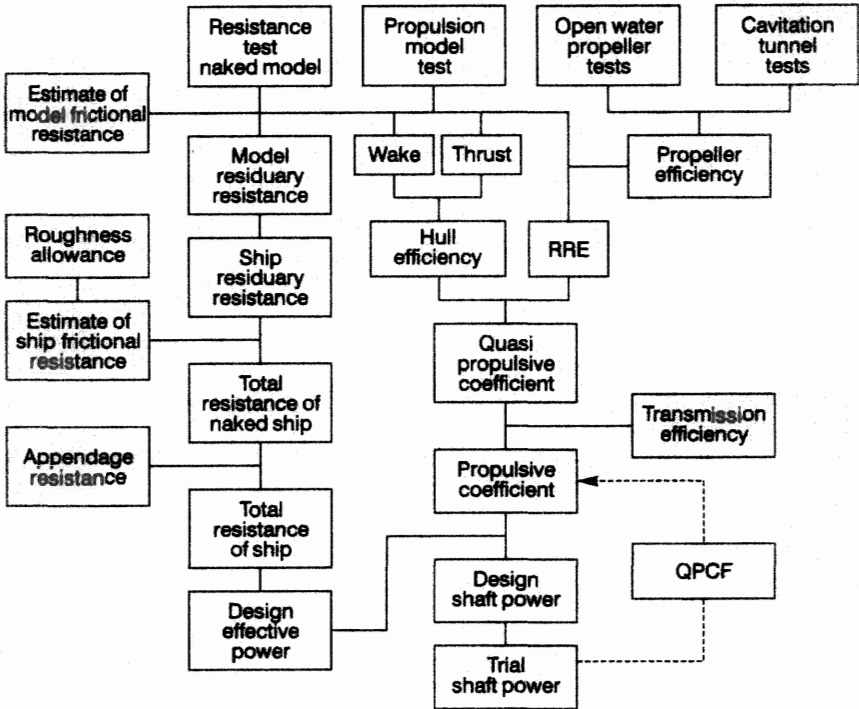 Resistance
test
naked model
Propulsion
model
test
Open water
propeller
tests
Cavitation
tunnel
tests
Estimate of
model frictional
resistance
Model
residuary
resistance
Wake
Thrust
Propeller
efficiency
Roughness
allowance
Ship
residuary
resistance
Hull
efficiency
RRE
Estimate of
ship frictional
resistance
Quasi
propulsive
coefficient
Total
resistance of
naked ship
Transmission
efficiency
Appendage
resistance
Propulsive
coefficient
Total
resistance
of ship
Design
shaft power
QPCF
Design
effective
power
Trial
shaft power